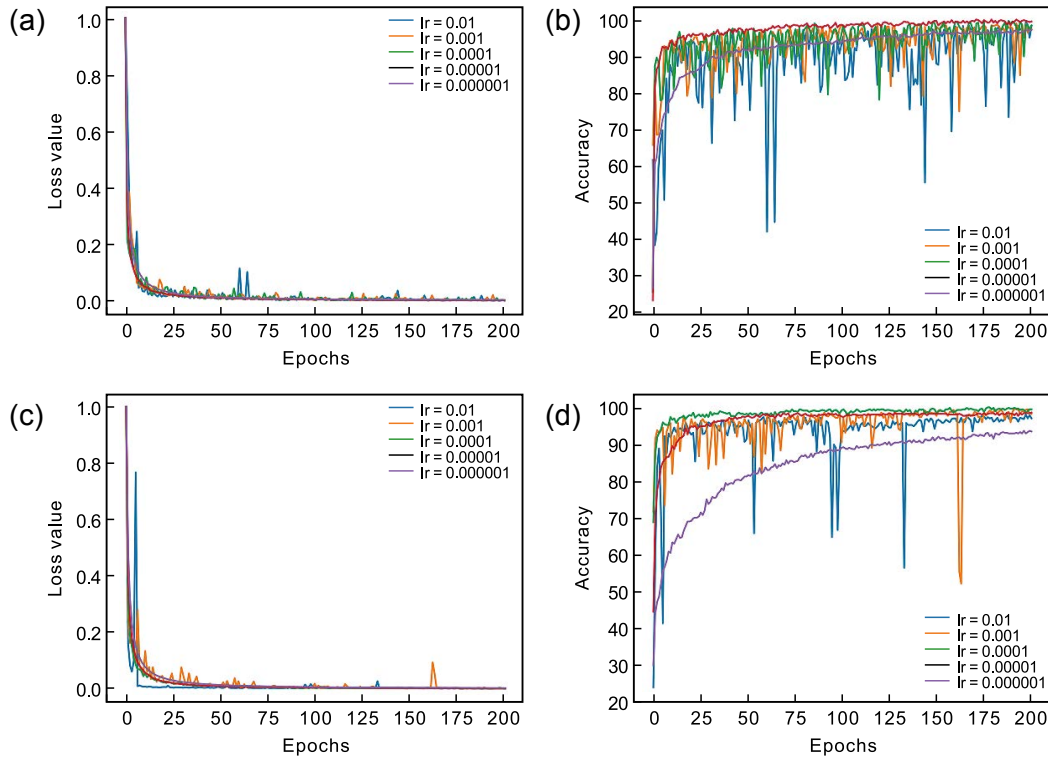 (a)
1.0
0.8
0.6
0.4
0.2
0.0
Loss value
0 25 50 75 100 125 150 175 200
Epochs
lr = 0.01
lr = 0.001
lr = 0.0001
lr = 0.00001
lr = 0.000001
(b)
100
90
80
70
60
50
40
30
20
Accuracy
0 25 50 75 100 125 150 175 200
Epochs
lr = 0.01
lr = 0.001
lr = 0.0001
lr = 0.00001
lr = 0.000001
(c)
1.0
0.8
0.6
0.4
0.2
0.0
Loss value
0 25 50 75 100 125 150 175 200
Epochs
lr = 0.01
lr = 0.001
lr = 0.0001
lr = 0.00001
lr = 0.000001
(d)
100
90
80
70
60
50
40
30
20
Accuracy
0 25 50 75 100 125 150 175 200
Epochs
lr = 0.01
lr = 0.001
lr = 0.0001
lr = 0.00001
lr = 0.000001